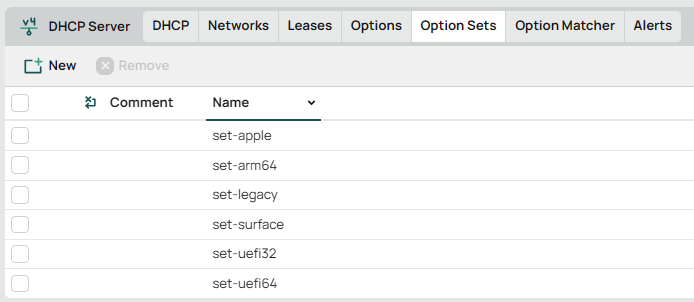 v4 DHCP Server DHCP Networks Leases Options Option Sets Option Matcher Alerts
New Remove
Comment Name
set-apple
set-arm64
set-legacy
set-surface
set-uefi32
set-uefi64